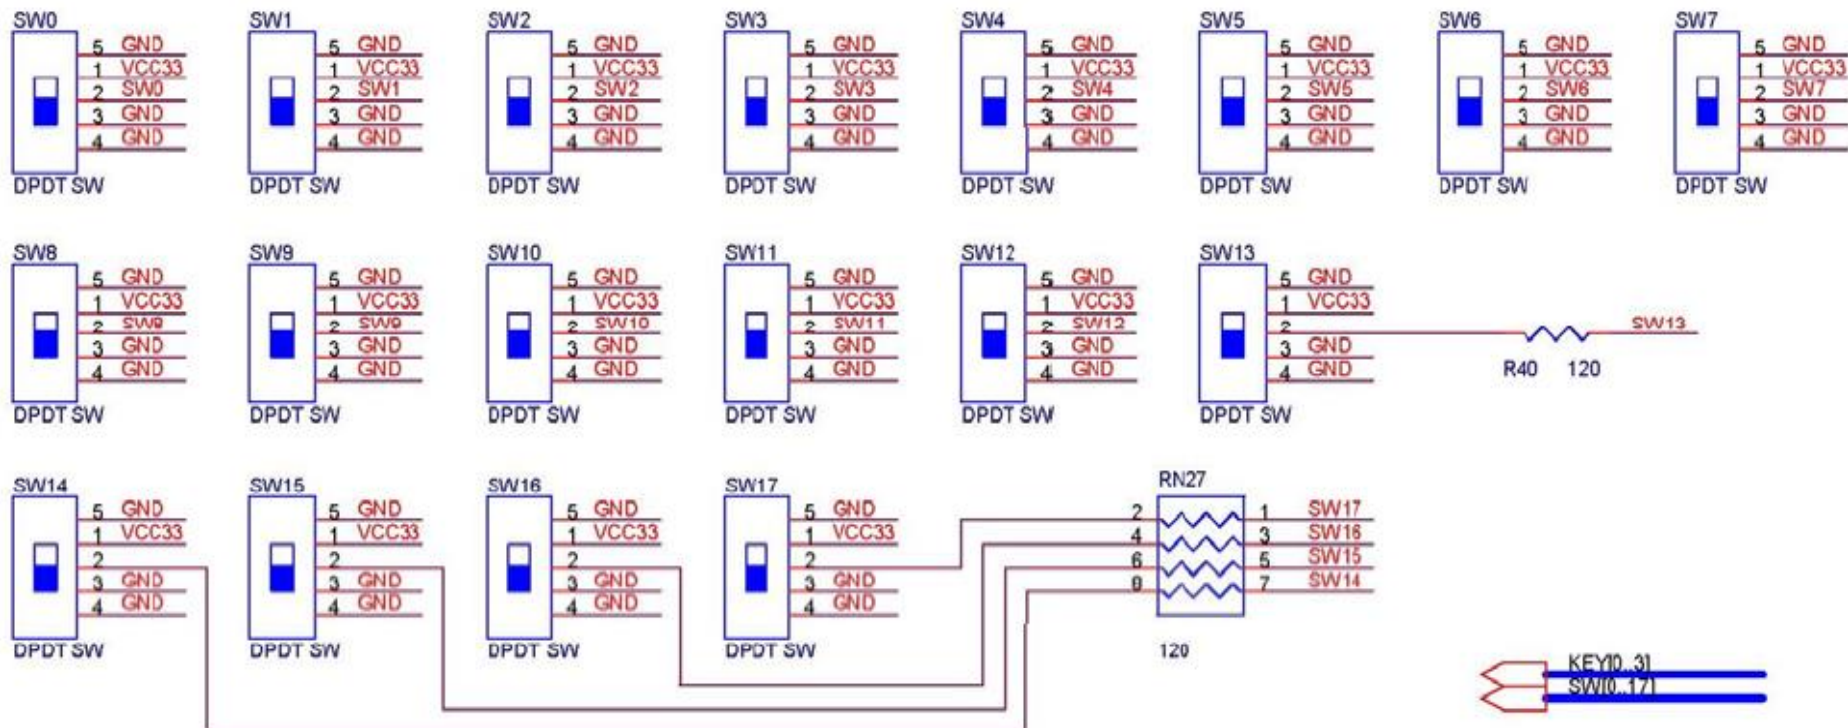 SW0 SW1 SW2 SW3 SW4 SW5 SW6 SW7
5 GND 5 GND 5 GND 5 GND 5 GND 5 GND 5 GND 5 GND
1 VCC33 1 VCC33 1 VCC33 1 VCC33 1 VCC33 1 VCC33 1 VCC33 1 VCC33
2 SW0 2 SW1 2 SW2 2 SW3 2 SW4 2 SW5 2 SW6 2 SW7
3 GND 3 GND 3 GND 3 GND 3 GND 3 GND 3 GND 3 GND
4 GND 4 GND 4 GND 4 GND 4 GND 4 GND 4 GND 4 GND
DPDT SW DPDT SW DPDT SW DPDT SW DPDT SW DPDT SW DPDT SW DPDT SW
SW8 SW9 SW10 SW11 SW12 SW13
5 GND 5 GND 5 GND 5 GND 5 GND 5 GND
1 VCC33 1 VCC33 1 VCC33 1 VCC33 1 VCC33 1 VCC33
2 SW8 2 SW9 2 SW10 2 SW11 2 SW12 2 SW13
3 GND 3 GND 3 GND 3 GND 3 GND 3 GND
R40 120
4 GND 4 GND 4 GND 4 GND 4 GND 4 GND
DPDT SW DPDT SW DPDT SW DPDT SW DPDT SW DPDT SW
SW14 SW15 SW16 SW17 RN27
5 GND 5 GND 5 GND 5 GND 2 1 SW17
1 VCC33 1 VCC33 1 VCC33 1 VCC33 4 3 SW16
2 2 2 2 6 5 SW15
3 GND 3 GND 3 GND 3 GND 8 7 SW14
4 GND 4 GND 4 GND 4 GND
DPDT SW DPDT SW DPDT SW DPDT SW 120
KEY[0..3]
SW[0..17]